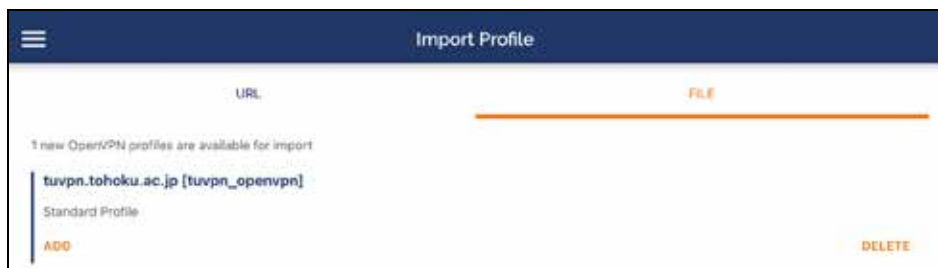 Import Profile
URL FILE
1 new OpenVPN profiles are available for import
tuvpn.tohoku.ac.jp [tuvpn_openvpn]
Standard Profile
ADD DELETE